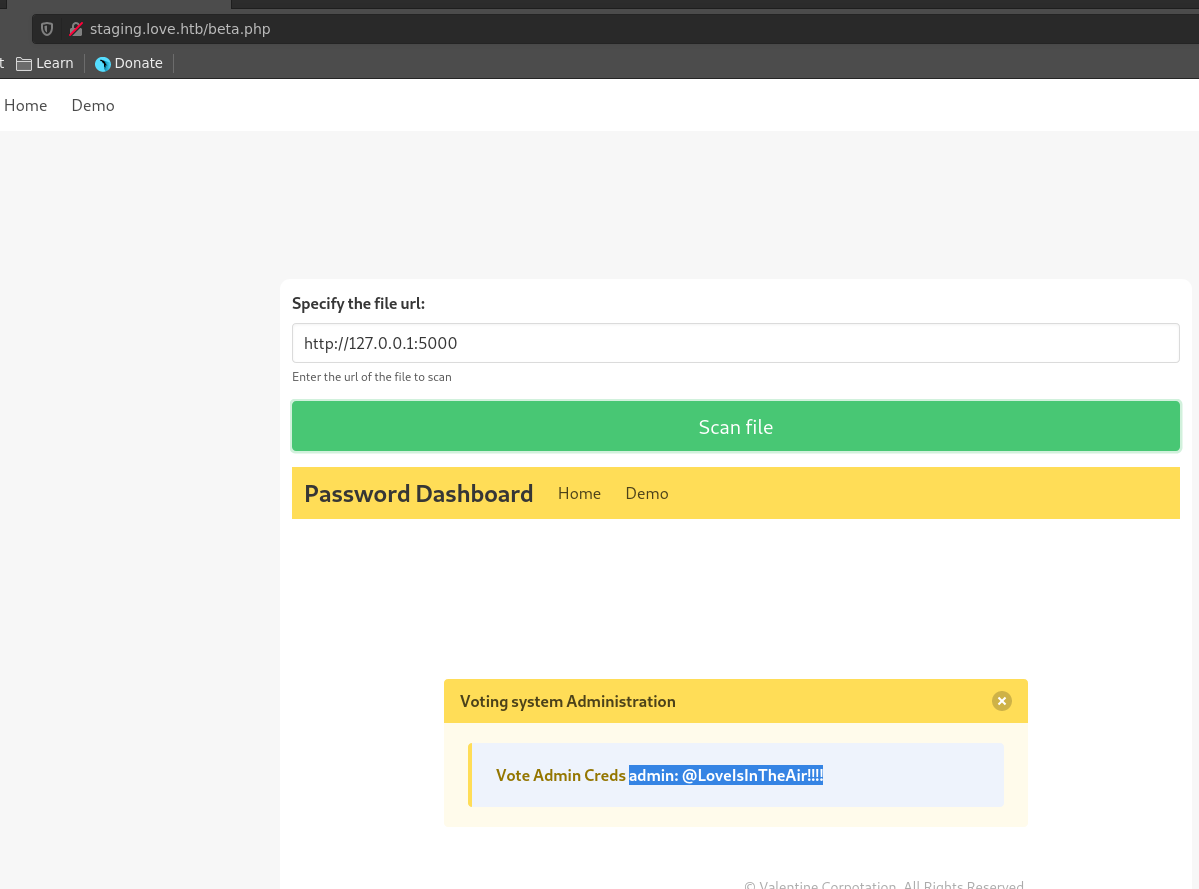 staging.love.htb/beta.php
t Learn Donate
Home Demo
Specify the file url:
http://127.0.0.1:5000
Enter the url of the file to scan
Scan file
Password Dashboard Home Demo
Voting system Administration
Vote Admin Creds admin: @LoveIsInTheAir!!!!
© Valentine Corpotation. All Rights Reserved